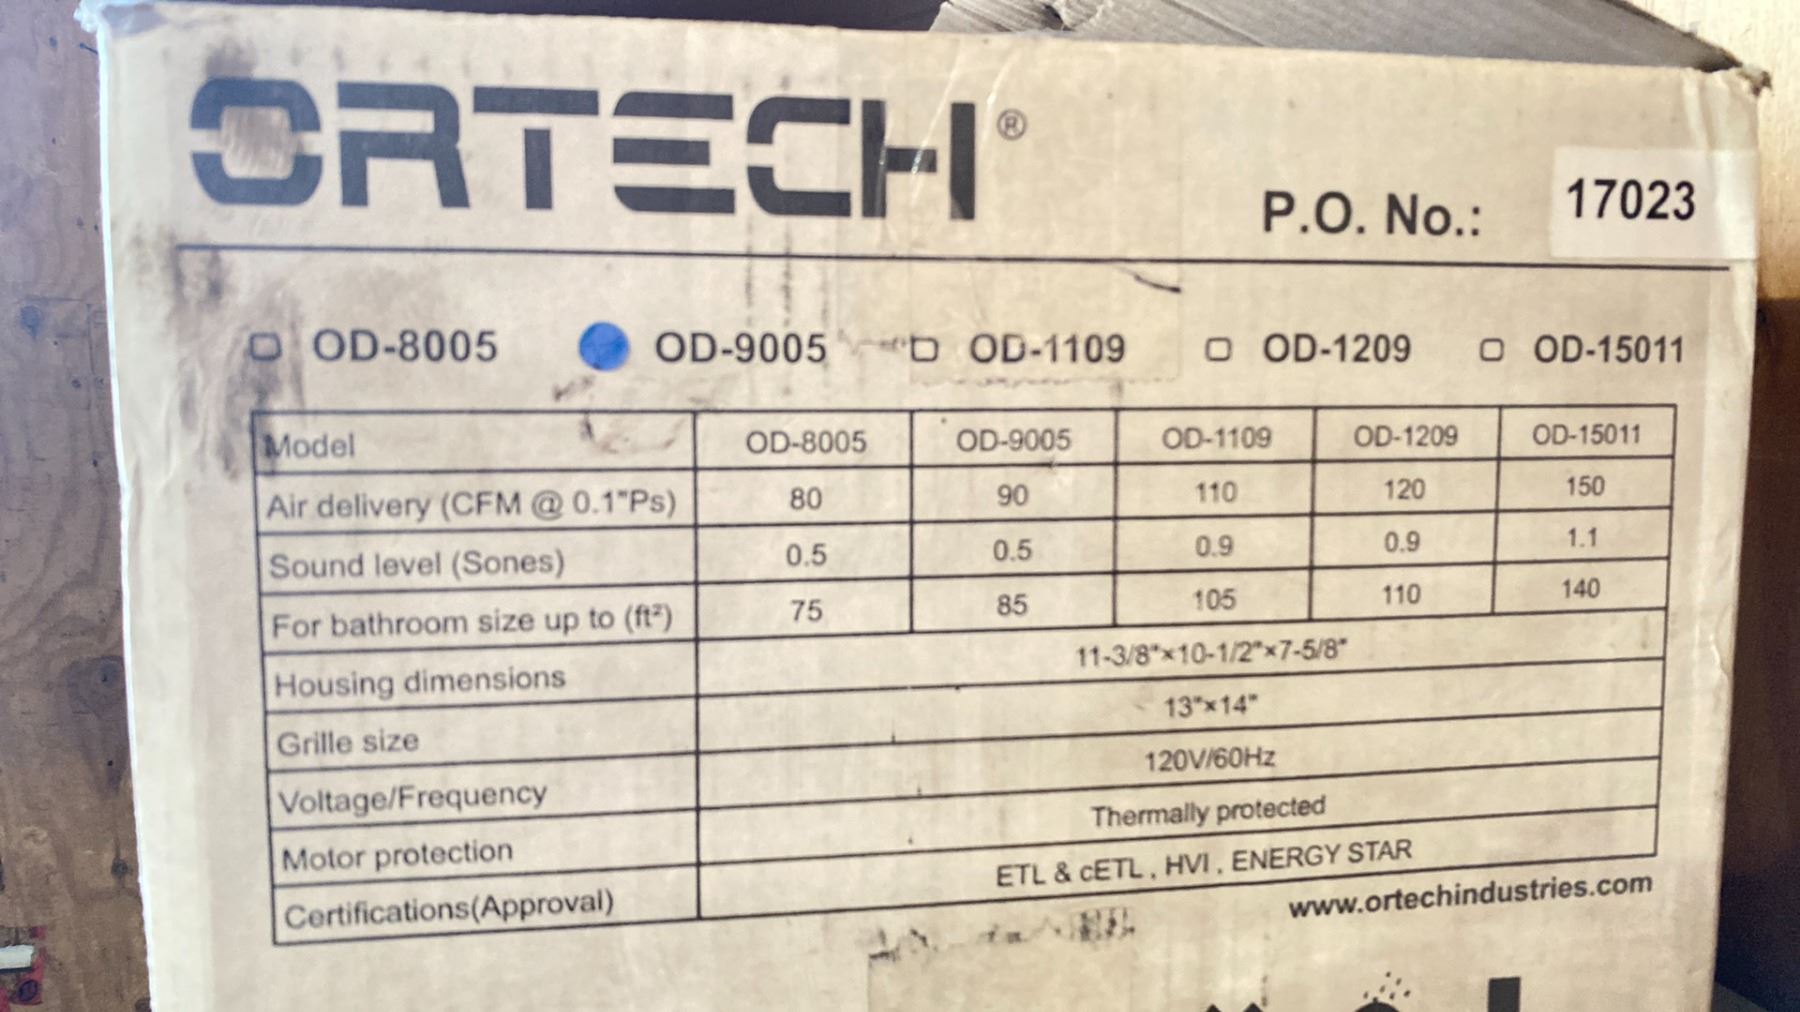 ORTECH®
P.O. No.: 17023
OD-8005 OD-9005 OD-1109 OD-1209 OD-15011
Model OD-8005 OD-9005 OD-1109 OD-1209 OD-15011
Air delivery (CFM @ 0.1"Ps) 80 90 110 120 150
Sound level (Sones) 0.5 0.5 0.9 0.9 1.1
For bathroom size up to (ft²) 75 85 105 110 140
Housing dimensions 11-3/8"×10-1/2"×7-5/8"
Grille size 13"×14"
Voltage/Frequency 120V/60Hz
Motor protection Thermally protected
Certifications(Approval) ETL & cETL , HVI , ENERGY STAR
www.ortechindustries.com